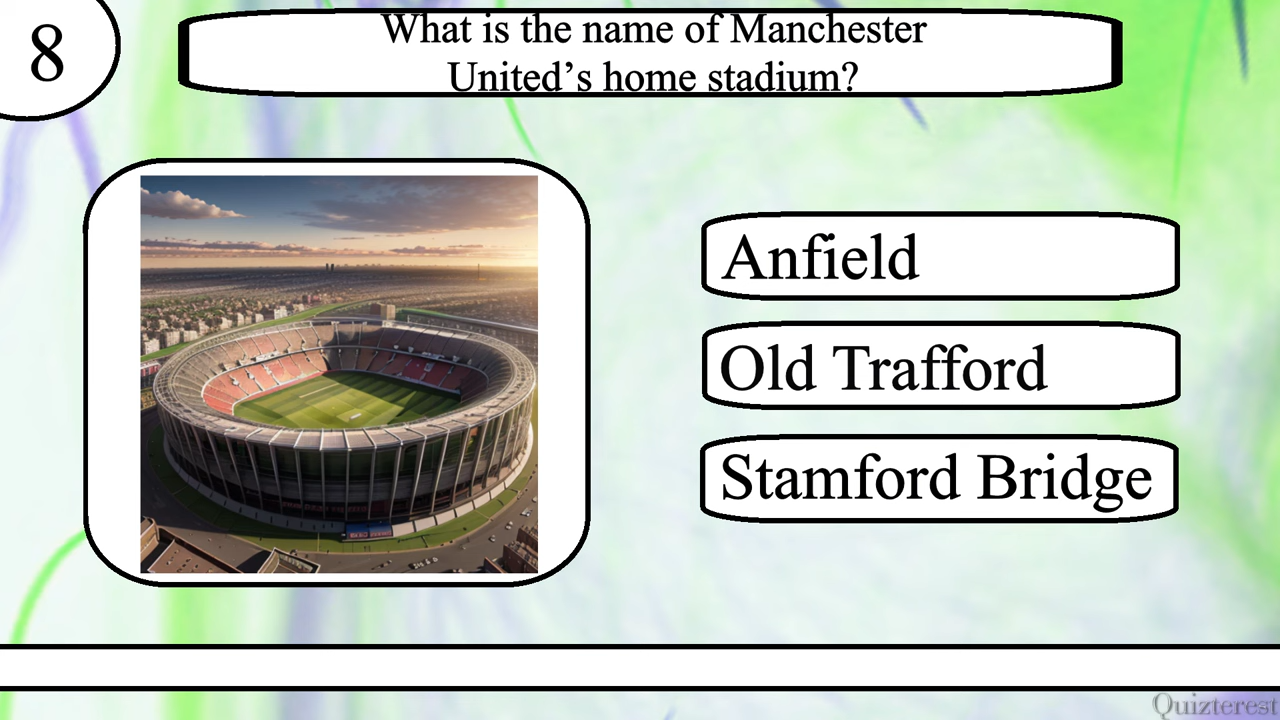 8
What is the name of Manchester
United’s home stadium?
Anfield
Old Trafford
Stamford Bridge
Quizterest